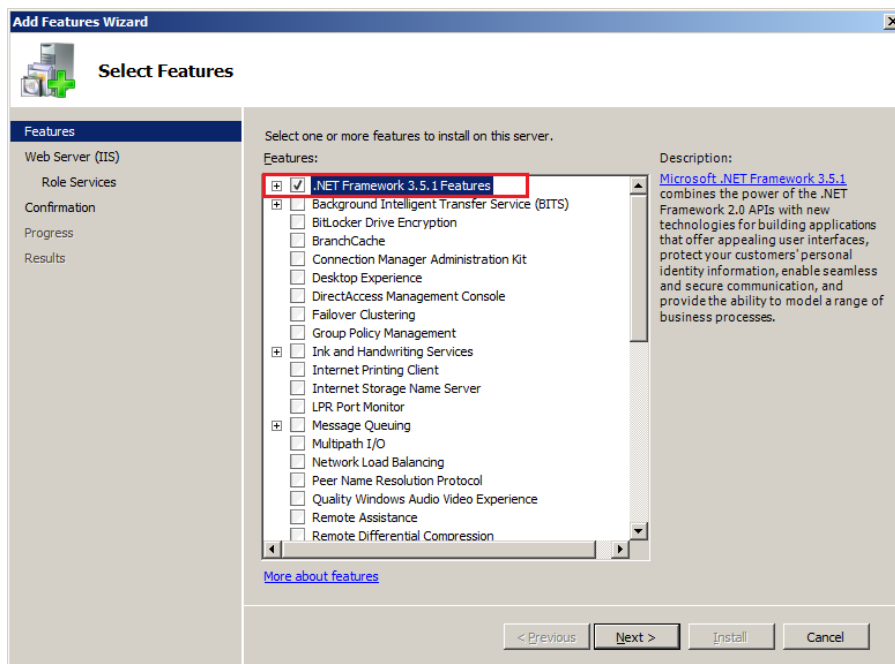 Add Features Wizard
Select Features
Features
Web Server (IIS)
Role Services
Confirmation
Progress
Results
Select one or more features to install on this server.
Features:
.NET Framework 3.5.1 Features
Background Intelligent Transfer Service (BITS)
BitLocker Drive Encryption
BranchCache
Connection Manager Administration Kit
Desktop Experience
DirectAccess Management Console
Failover Clustering
Group Policy Management
Ink and Handwriting Services
Internet Printing Client
Internet Storage Name Server
LPR Port Monitor
Message Queuing
Multipath I/O
Network Load Balancing
Peer Name Resolution Protocol
Quality Windows Audio Video Experience
Remote Assistance
Remote Differential Compression
More about features
Description:
Microsoft .NET Framework 3.5.1
combines the power of the .NET
Framework 2.0 APIs with new
technologies for building applications
that offer appealing user interfaces,
protect your customers' personal
identity information, enable seamless
and secure communication, and
provide the ability to model a range of
business processes.
< Previous
Next >
Install
Cancel